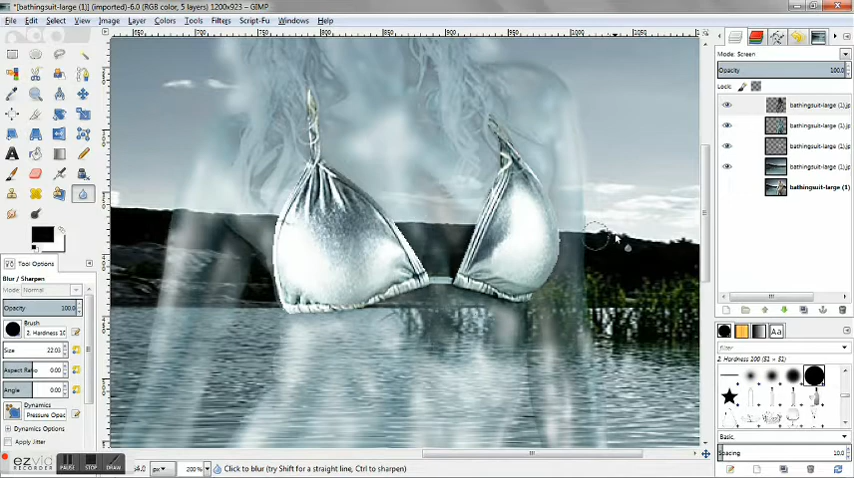 *[bathingsuit-large (1)] (imported)-6.0 (RGB color, 5 layers) 1200x923 – GIMP
File Edit Select View Image Layer Colors Tools Filters Script-Fu Windows Help
Mode: Screen
Opacity 100.0
Lock:
bathingsuit-large (1).jp
bathingsuit-large (1).jp
bathingsuit-large (1).jp
bathingsuit-large (1).jp
bathingsuit-large (1).jp
Tool Options
Blur / Sharpen
Mode: Normal
Opacity 100.0
Brush
2. Hardness 10
Size 22.03
Aspect Ratio 0.00
Angle 0.00
Dynamics
Pressure Opac
Dynamics Options
Apply Jitter
filter
2. Hardness 100 (51 × 51)
Basic,
Spacing 10.0
ezvid
RECORDER
PAUSE STOP DRAW
px 200% Click to blur (try Shift for a straight line, Ctrl to sharpen)